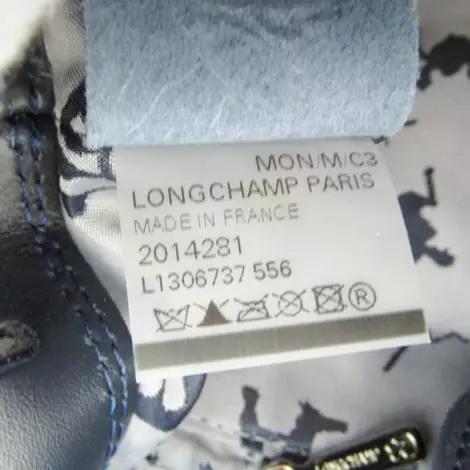 MON/M/C3
LONGCHAMP PARIS
MADE IN FRANCE
2014281
L1306737 556
®